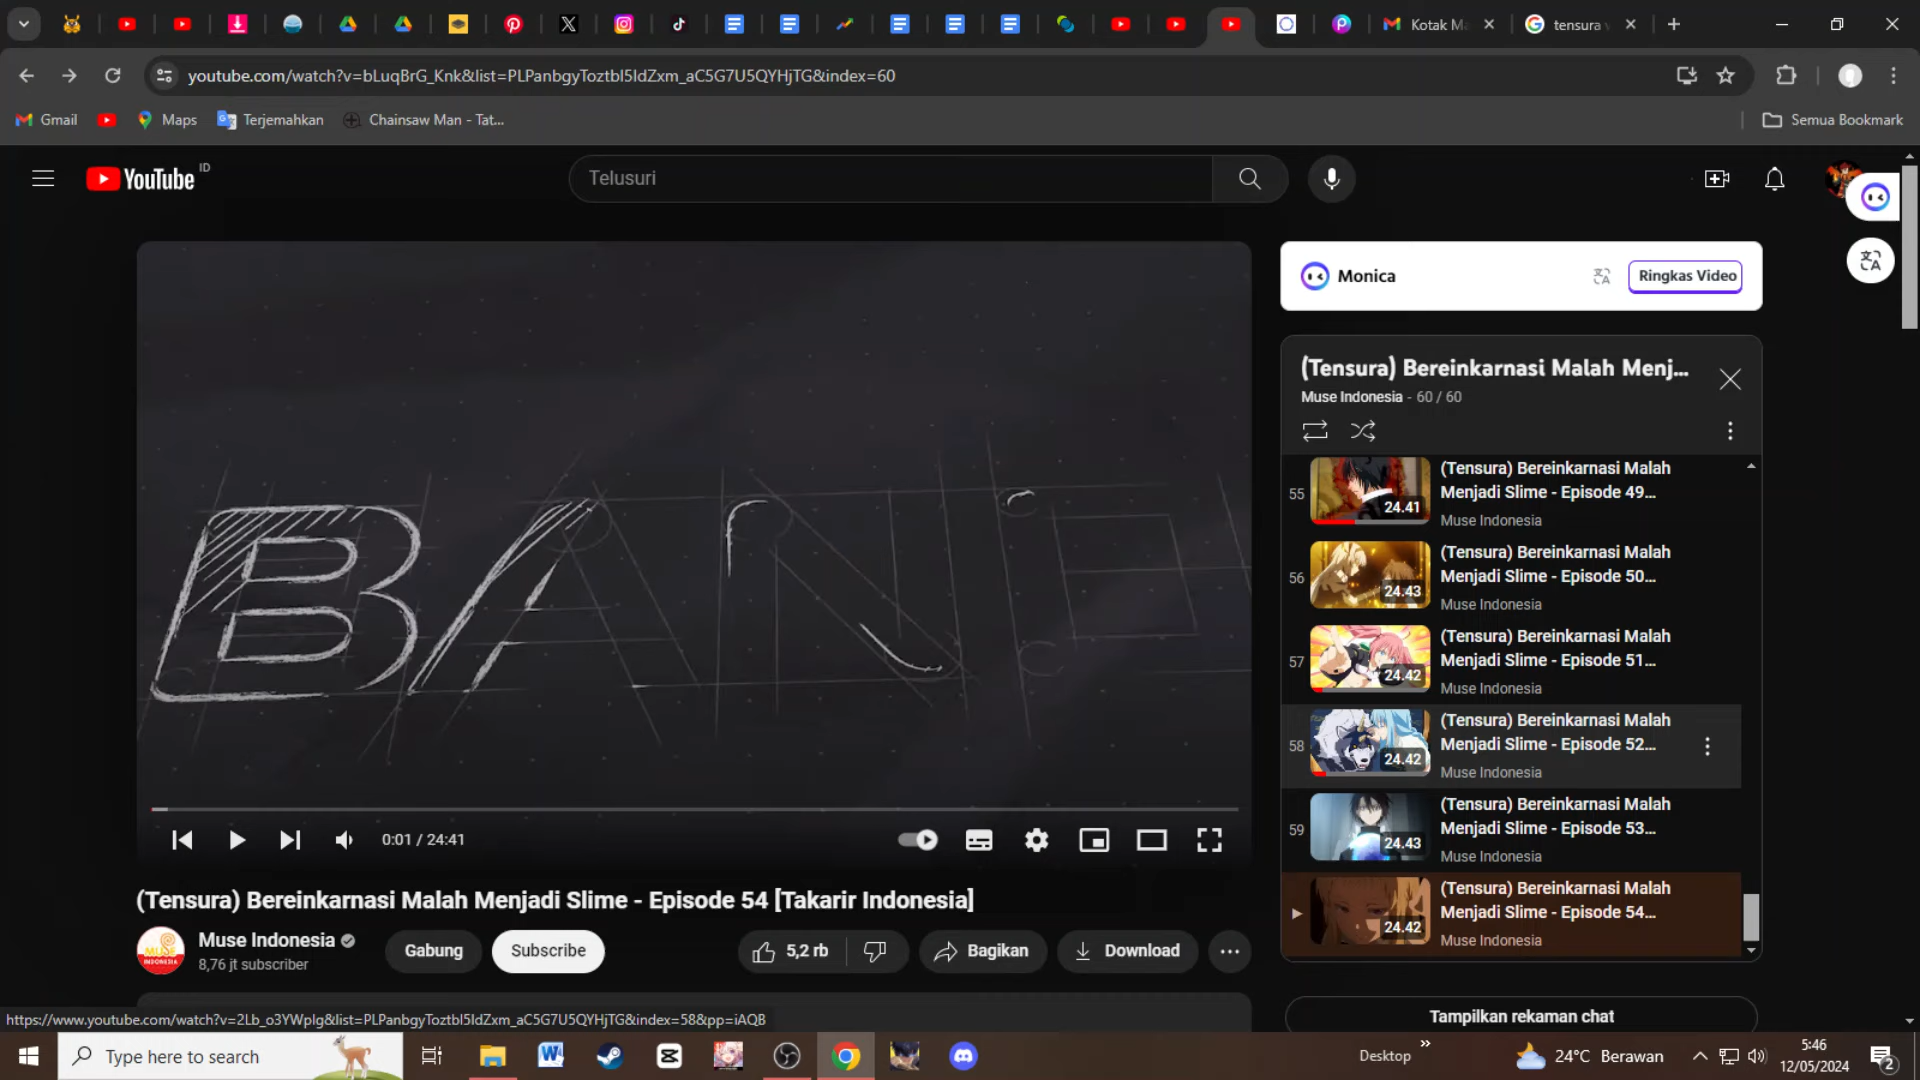 Kotak M
tensura
youtube.com/watch?v=bLuqBrG_Knk&list=PLPanbgyToztbI5IdZxm_aC5G7U5QYHjTG&index=60
Gmail
Maps
Terjemahkan
Chainsaw Man - Tat...
Semua Bookmark
YouTube ID
Telusuri
BAN
Monica
Ringkas Video
(Tensura) Bereinkarnasi Malah Menj...
Muse Indonesia - 60 / 60
55
24.41
(Tensura) Bereinkarnasi Malah
Menjadi Slime - Episode 49...
Muse Indonesia
56
24.43
(Tensura) Bereinkarnasi Malah
Menjadi Slime - Episode 50...
Muse Indonesia
57
24.42
(Tensura) Bereinkarnasi Malah
Menjadi Slime - Episode 51...
Muse Indonesia
58
24.42
(Tensura) Bereinkarnasi Malah
Menjadi Slime - Episode 52...
Muse Indonesia
59
24.43
(Tensura) Bereinkarnasi Malah
Menjadi Slime - Episode 53...
Muse Indonesia
24.42
(Tensura) Bereinkarnasi Malah
Menjadi Slime - Episode 54...
Muse Indonesia
0:01 / 24:41
(Tensura) Bereinkarnasi Malah Menjadi Slime - Episode 54 [Takarir Indonesia]
MUSE
INDONESIA
Muse Indonesia
8,76 jt subscriber
Gabung
Subscribe
5,2 rb
Bagikan
Download
Tampilkan rekaman chat
https://www.youtube.com/watch?v=2Lb_o3YWplg&list=PLPanbgyToztbI5IdZxm_aC5G7U5QYHjTG&index=58&pp=iAQB
Type here to search
Desktop
24°C Berawan
5:46
12/05/2024
2